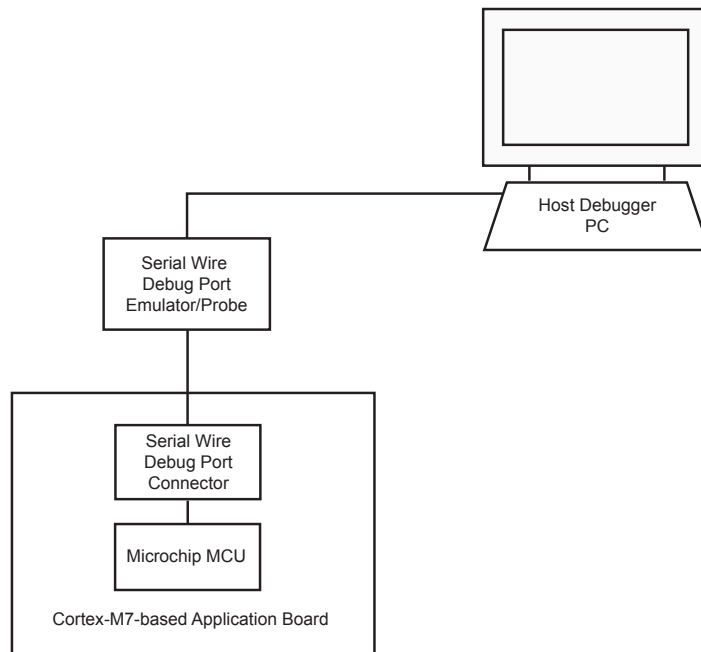 Host Debugger
PC
Serial Wire
Debug Port
Emulator/Probe
Serial Wire
Debug Port
Connector
Microchip MCU
Cortex-M7-based Application Board